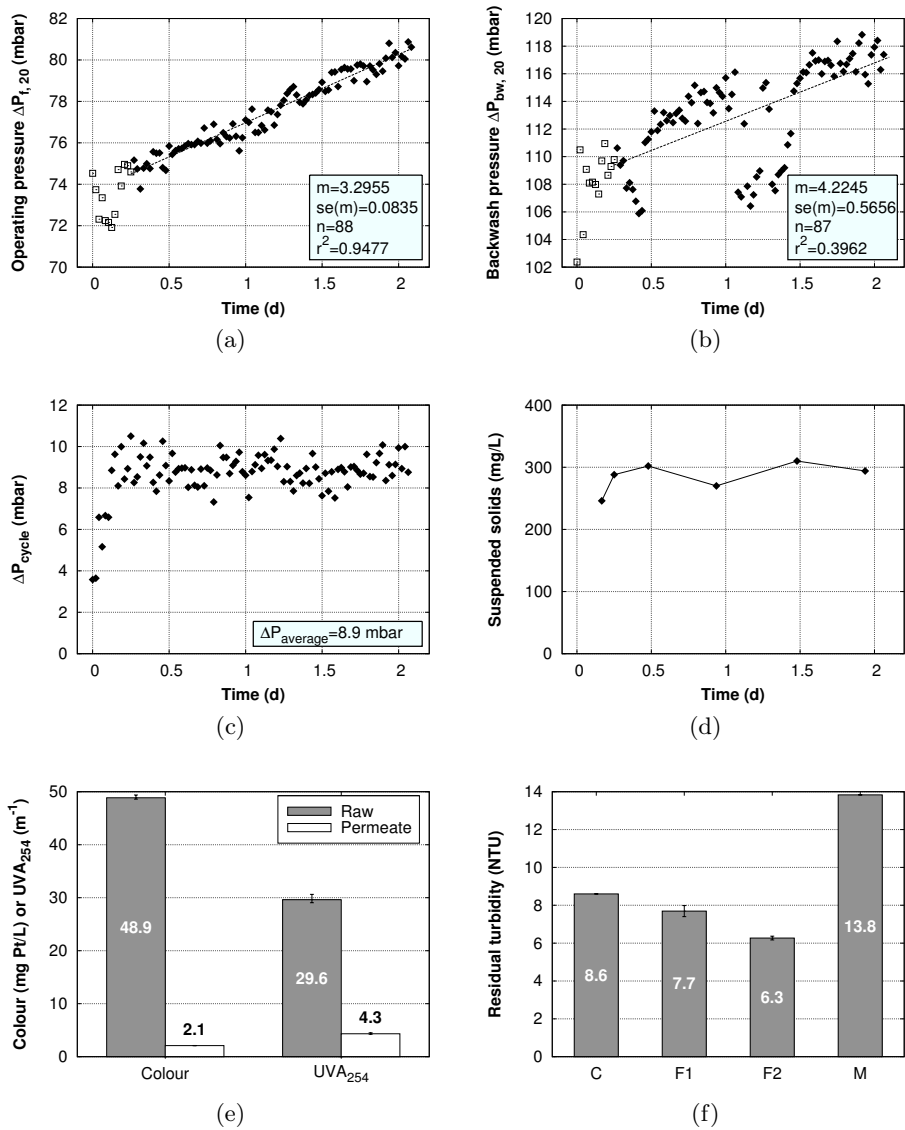 82
80
78
76
74
72
70
Operating pressure ΔP_f, 20 (mbar)
m=3.2955
se(m)=0.0835
n=88
r²=0.9477
0 0.5 1 1.5 2
Time (d)
(a)
118
116
114
112
110
108
106
104
102
Backwash pressure ΔP_bw, 20 (mbar)
m=4.2245
se(m)=0.5656
n=87
r²=0.3962
0 0.5 1 1.5 2
Time (d)
(b)
12
10
8
6
4
2
0
ΔP_cycle (mbar)
ΔP_average=8.9 mbar
0 0.5 1 1.5 2
Time (d)
(c)
400
300
200
100
0
Suspended solids (mg/L)
0 0.5 1 1.5 2
Time (d)
(d)
50
40
30
20
10
0
Colour (mg Pt/L) or UVA_254 (m⁻¹)
Raw
Permeate
48.9
2.1
29.6
4.3
Colour UVA_254
(e)
14
12
10
8
6
4
2
0
Residual turbidity (NTU)
8.6
7.7
6.3
13.8
C F1 F2 M
(f)